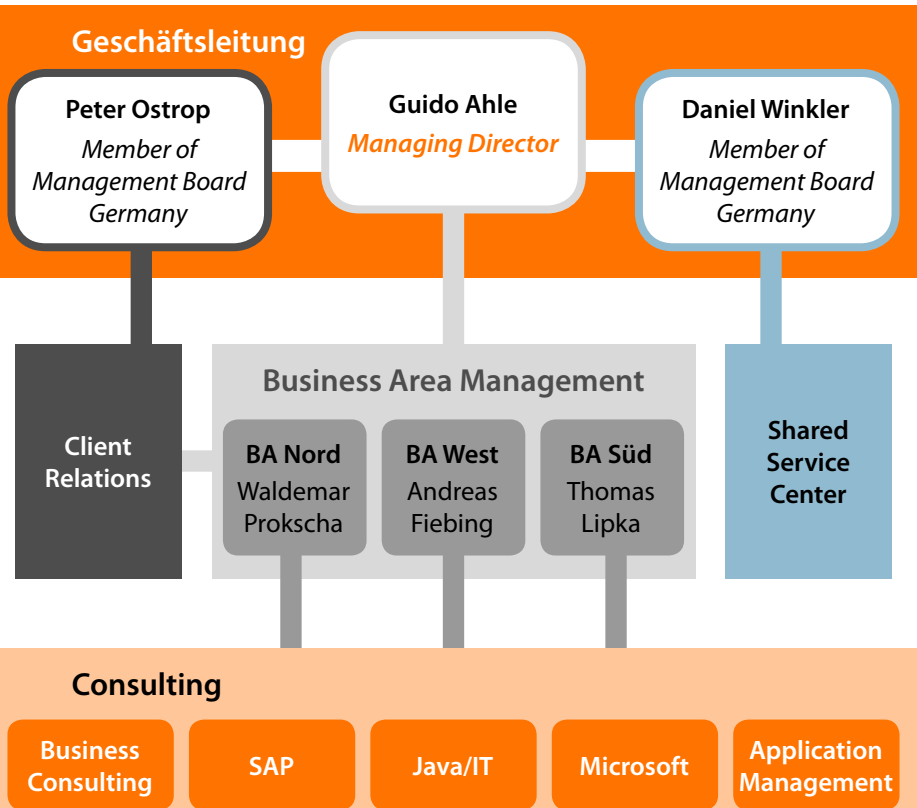 Geschäftsleitung
Peter Ostrop
Member of
Management Board
Germany
Guido Ahle
Managing Director
Daniel Winkler
Member of
Management Board
Germany
Client
Relations
Business Area Management
BA Nord
Waldemar
Prokscha
BA West
Andreas
Fiebing
BA Süd
Thomas
Lipka
Shared
Service
Center
Consulting
Business
Consulting
SAP
Java/IT
Microsoft
Application
Management